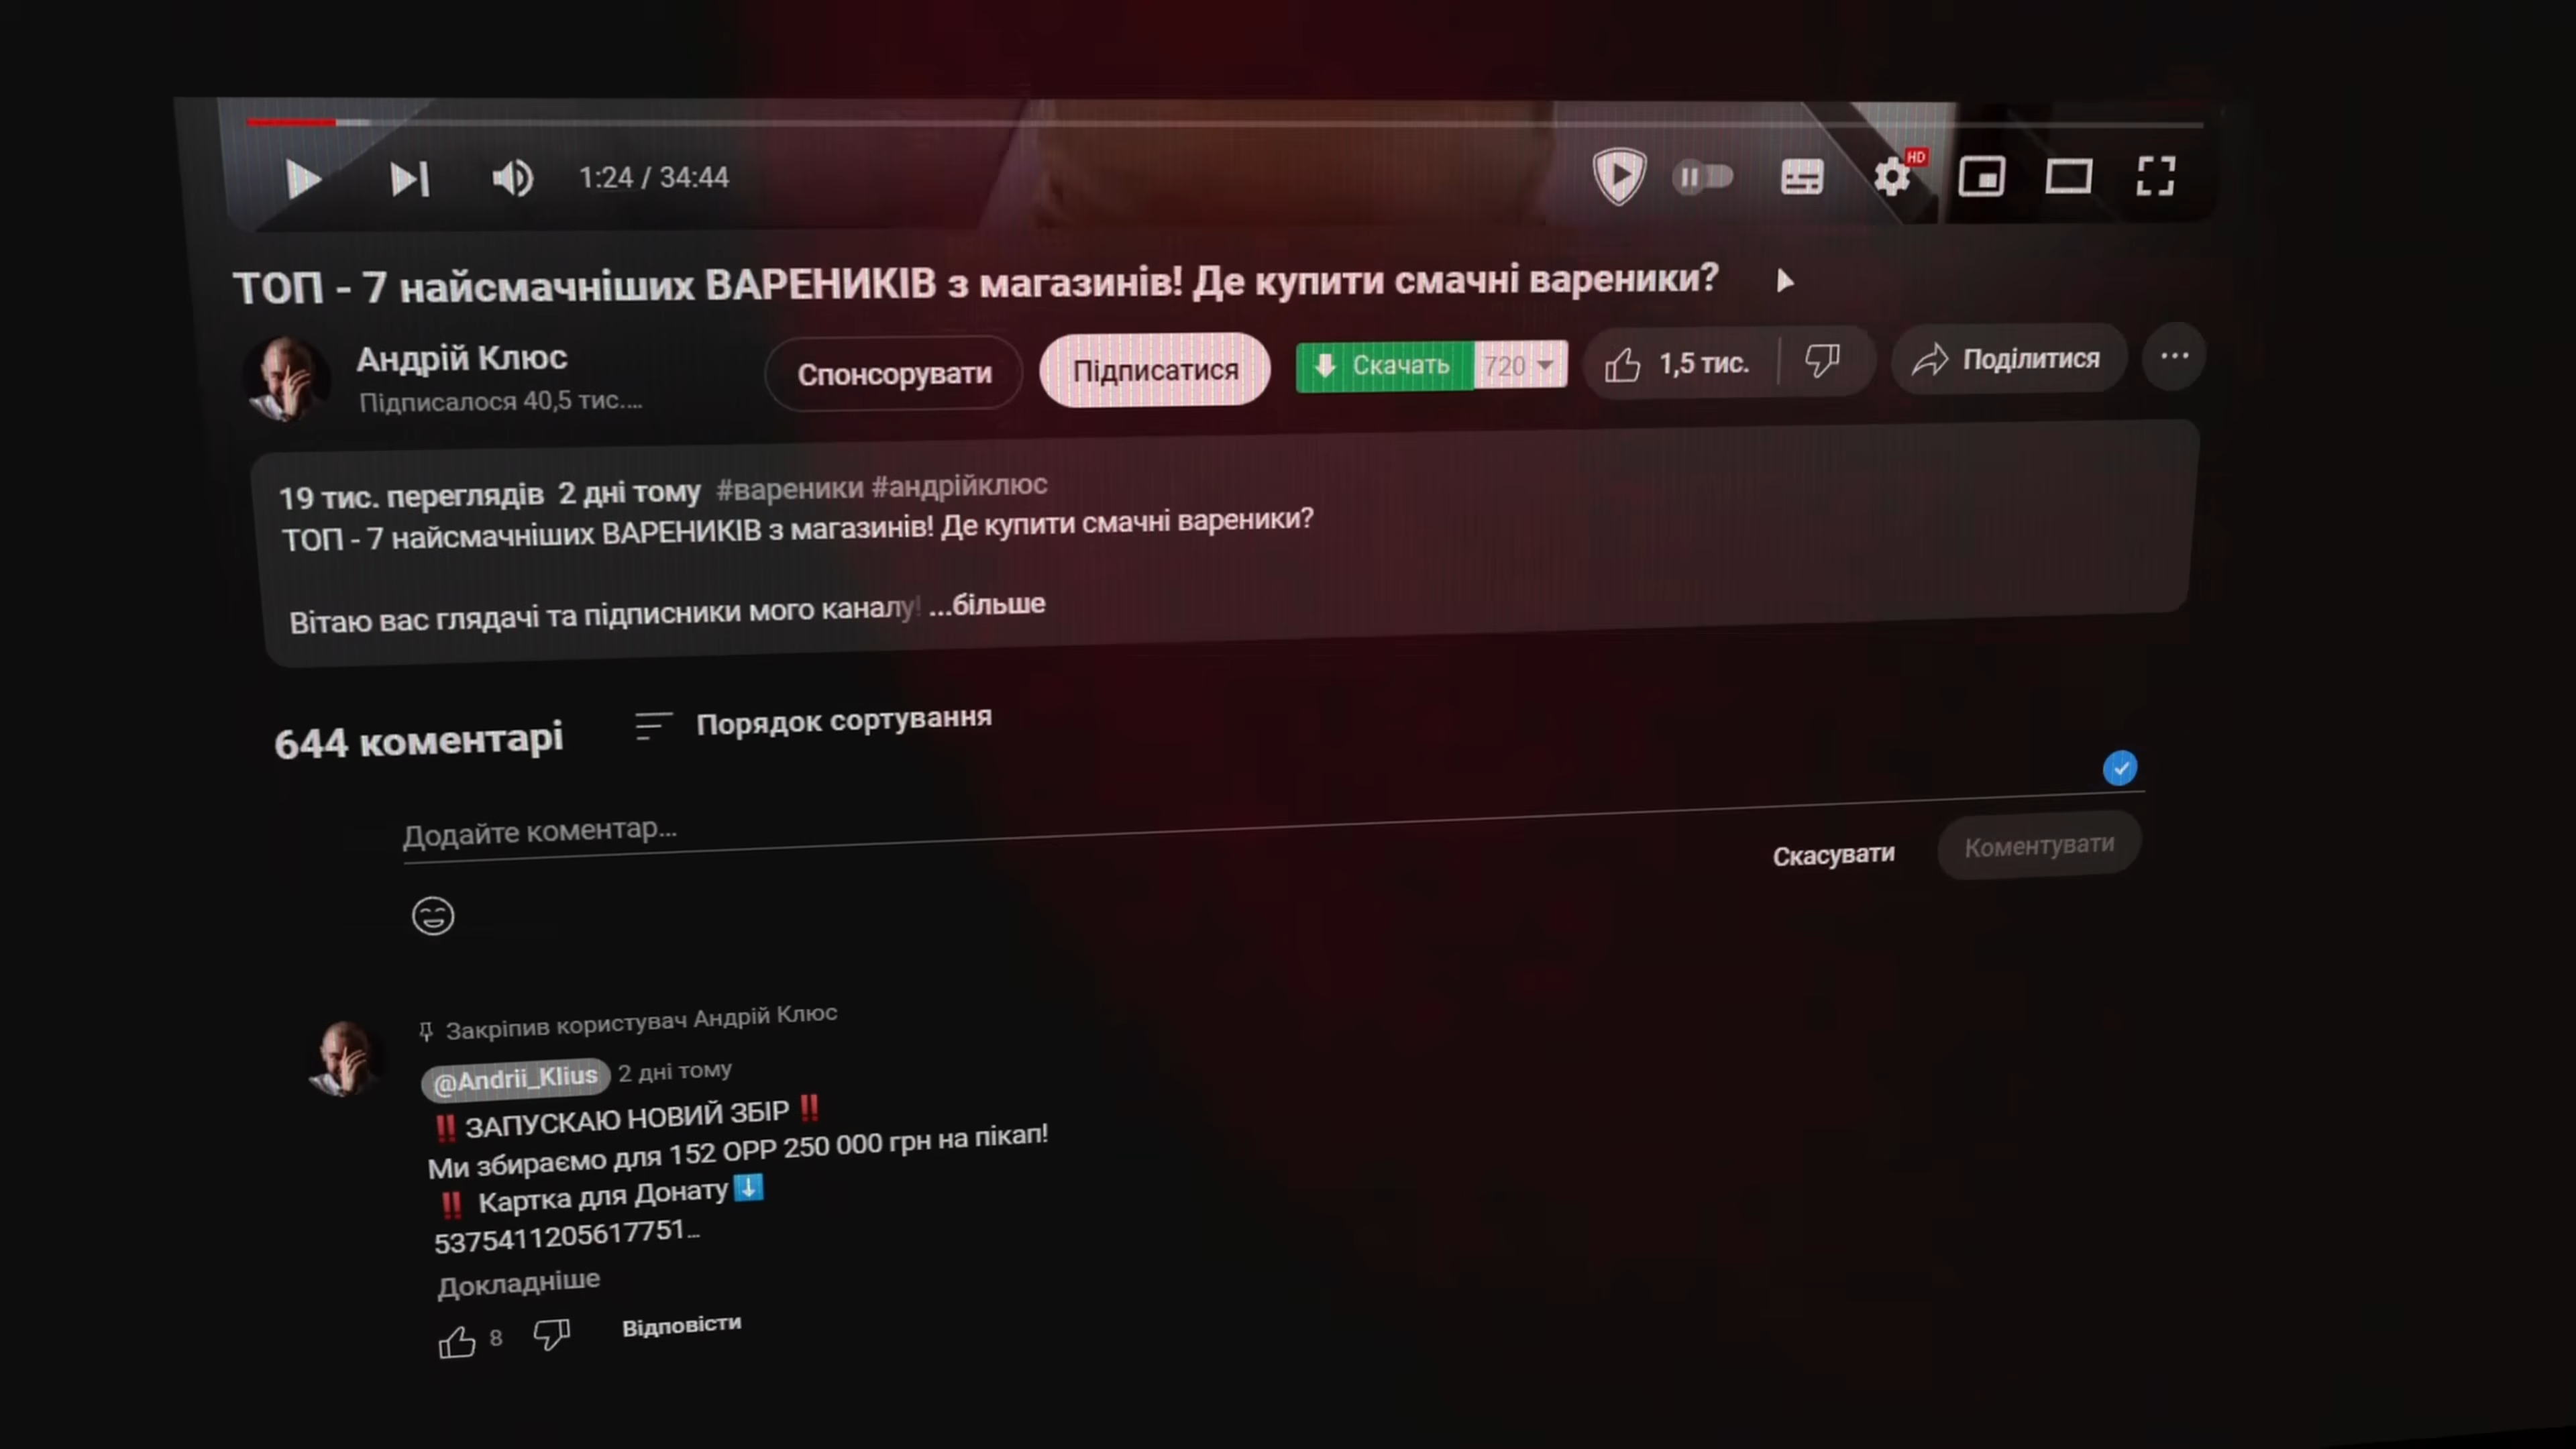 1:24 / 34:44
HD
ТОП - 7 найсмачніших ВАРЕНИКІВ з магазинів! Де купити смачні вареники?
Андрій Клюс
Підписалося 40,5 тис....
Спонсорувати
Підписатися
Скачать 720
1,5 тис.
Поділитися
19 тис. переглядів 2 дні тому #вареники #андрійклюс
ТОП - 7 найсмачніших ВАРЕНИКІВ з магазинів! Де купити смачні вареники?
Вітаю вас глядачі та підписники мого каналу! ...більше
644 коментарі
Порядок сортування
Додайте коментар...
Скасувати
Коментувати
Закріпив користувач Андрій Клюс
@Andrii_Klius 2 дні тому
‼ ЗАПУСКАЮ НОВИЙ ЗБІР ‼
Ми збираємо для 152 ОРР 250 000 грн на пікап!
‼ Картка для Донату ⬇
5375411205617751...
Докладніше
8
Відповісти